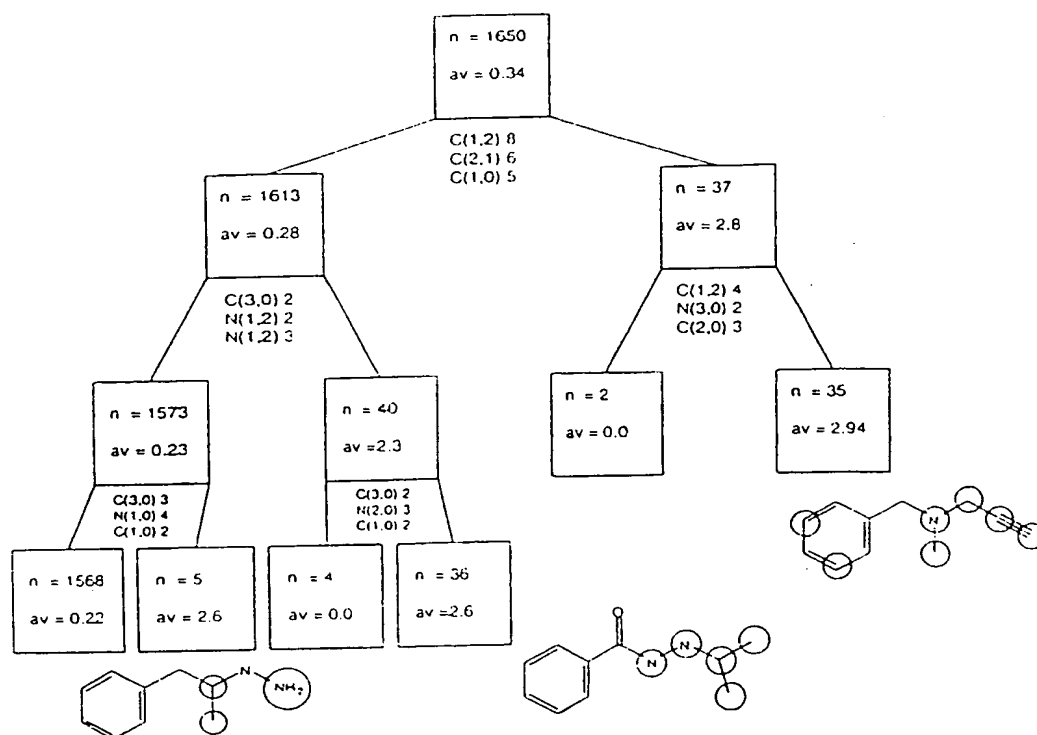 n = 1650
av = 0.34
C(1,2) 8
C(2,1) 6
C(1,0) 5
n = 1613
av = 0.28
n = 37
av = 2.8
C(3,0) 2
N(1,2) 2
N(1,2) 3
C(1,2) 4
N(3,0) 2
C(2,0) 3
n = 1573
av = 0.23
n = 40
av =2.3
n = 2
av = 0.0
n = 35
av = 2.94
C(3,0) 3
N(1,0) 4
C(1,0) 2
C(3,0) 2
N(2,0) 3
C(1,0) 2
n = 1568
av = 0.22
n = 5
av = 2.6
n = 4
av = 0.0
n = 36
av =2.6
N
O
N
N
N
NH2